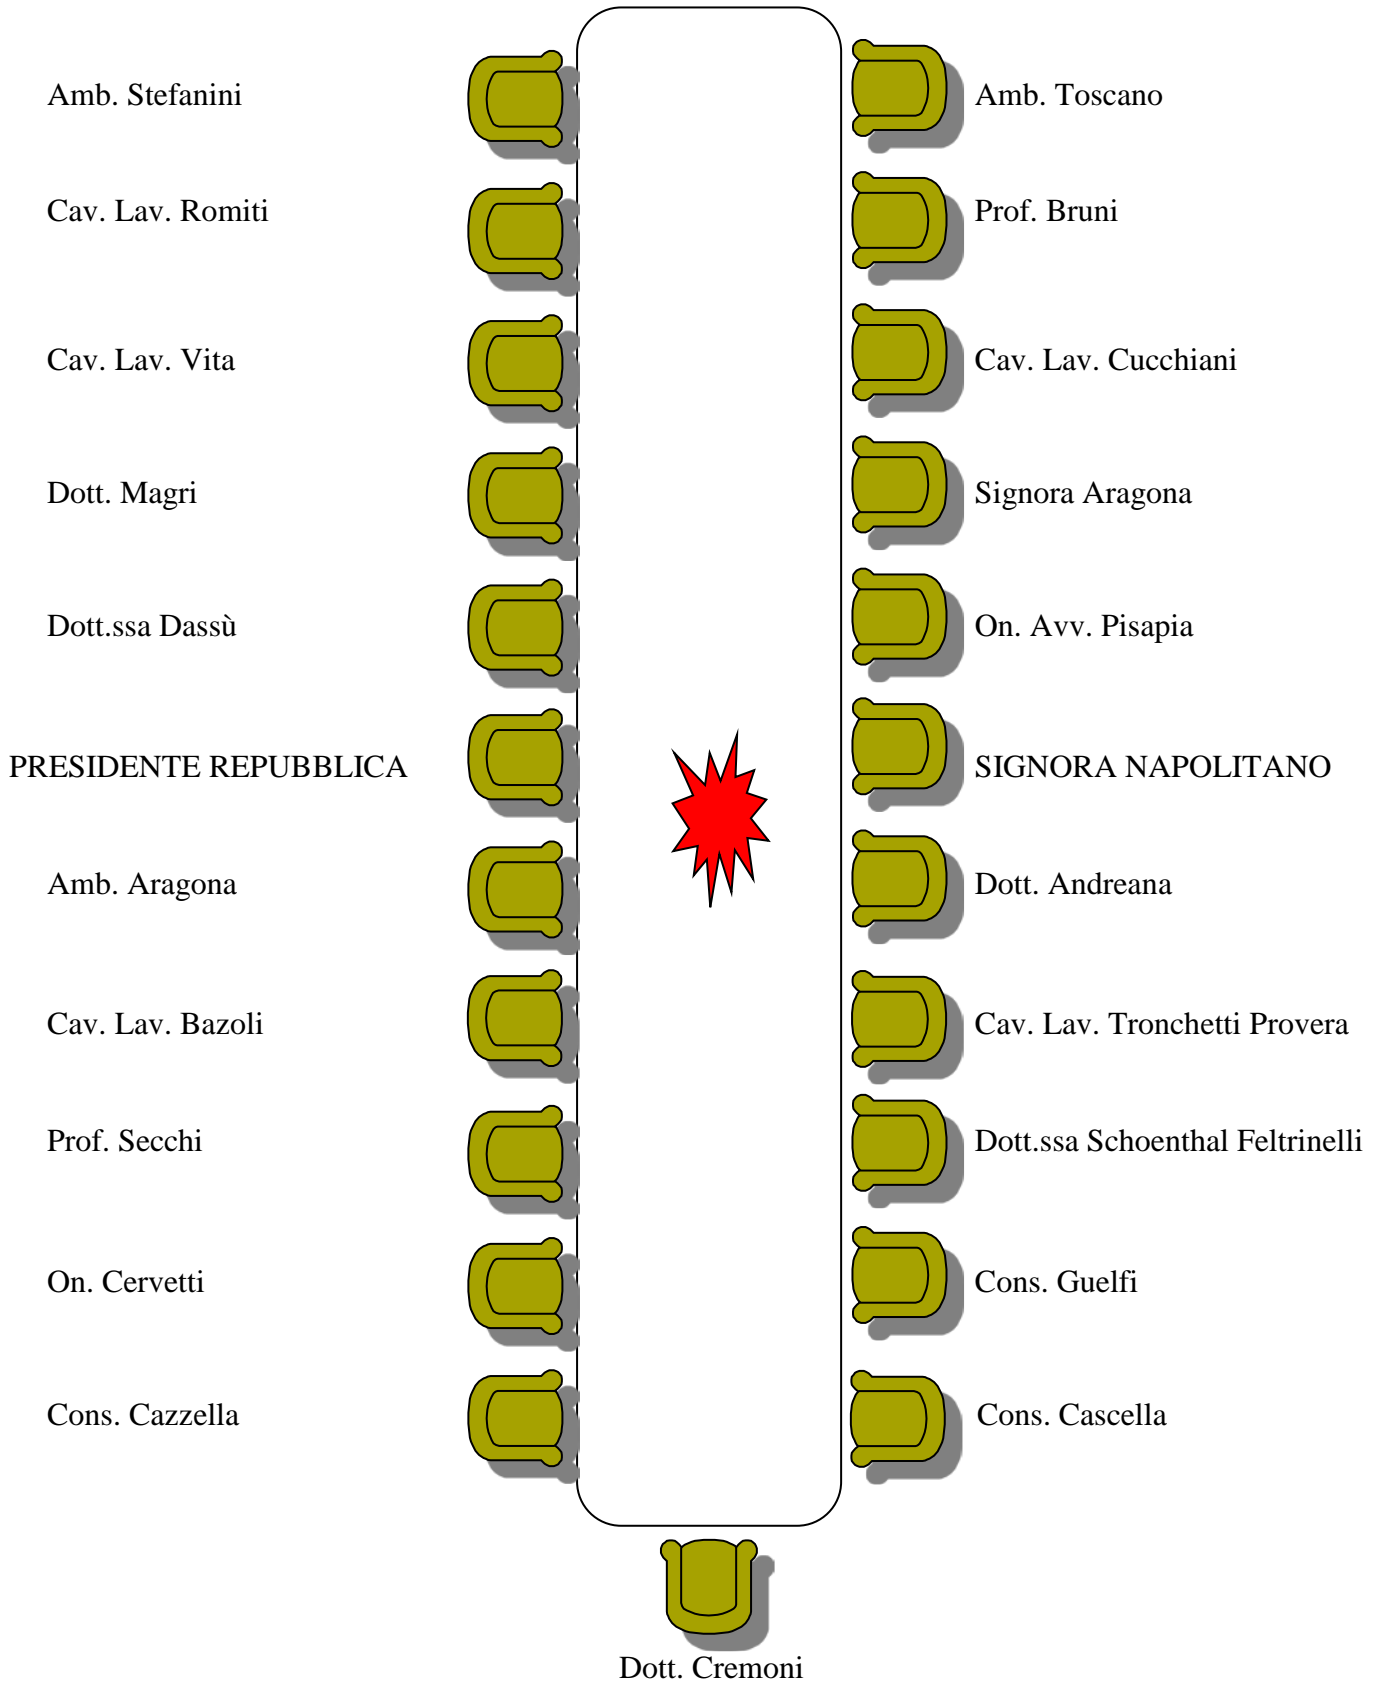 Amb. Stefanini
Amb. Toscano
Cav. Lav. Romiti
Prof. Bruni
Cav. Lav. Vita
Cav. Lav. Cucchiani
Dott. Magri
Signora Aragona
Dott.ssa Dassù
On. Avv. Pisapia
PRESIDENTE REPUBBLICA
SIGNORA NAPOLITANO
Amb. Aragona
Dott. Andreana
Cav. Lav. Bazoli
Cav. Lav. Tronchetti Provera
Prof. Secchi
Dott.ssa Schoenthal Feltrinelli
On. Cervetti
Cons. Guelfi
Cons. Cazzella
Cons. Cascella
Dott. Cremoni